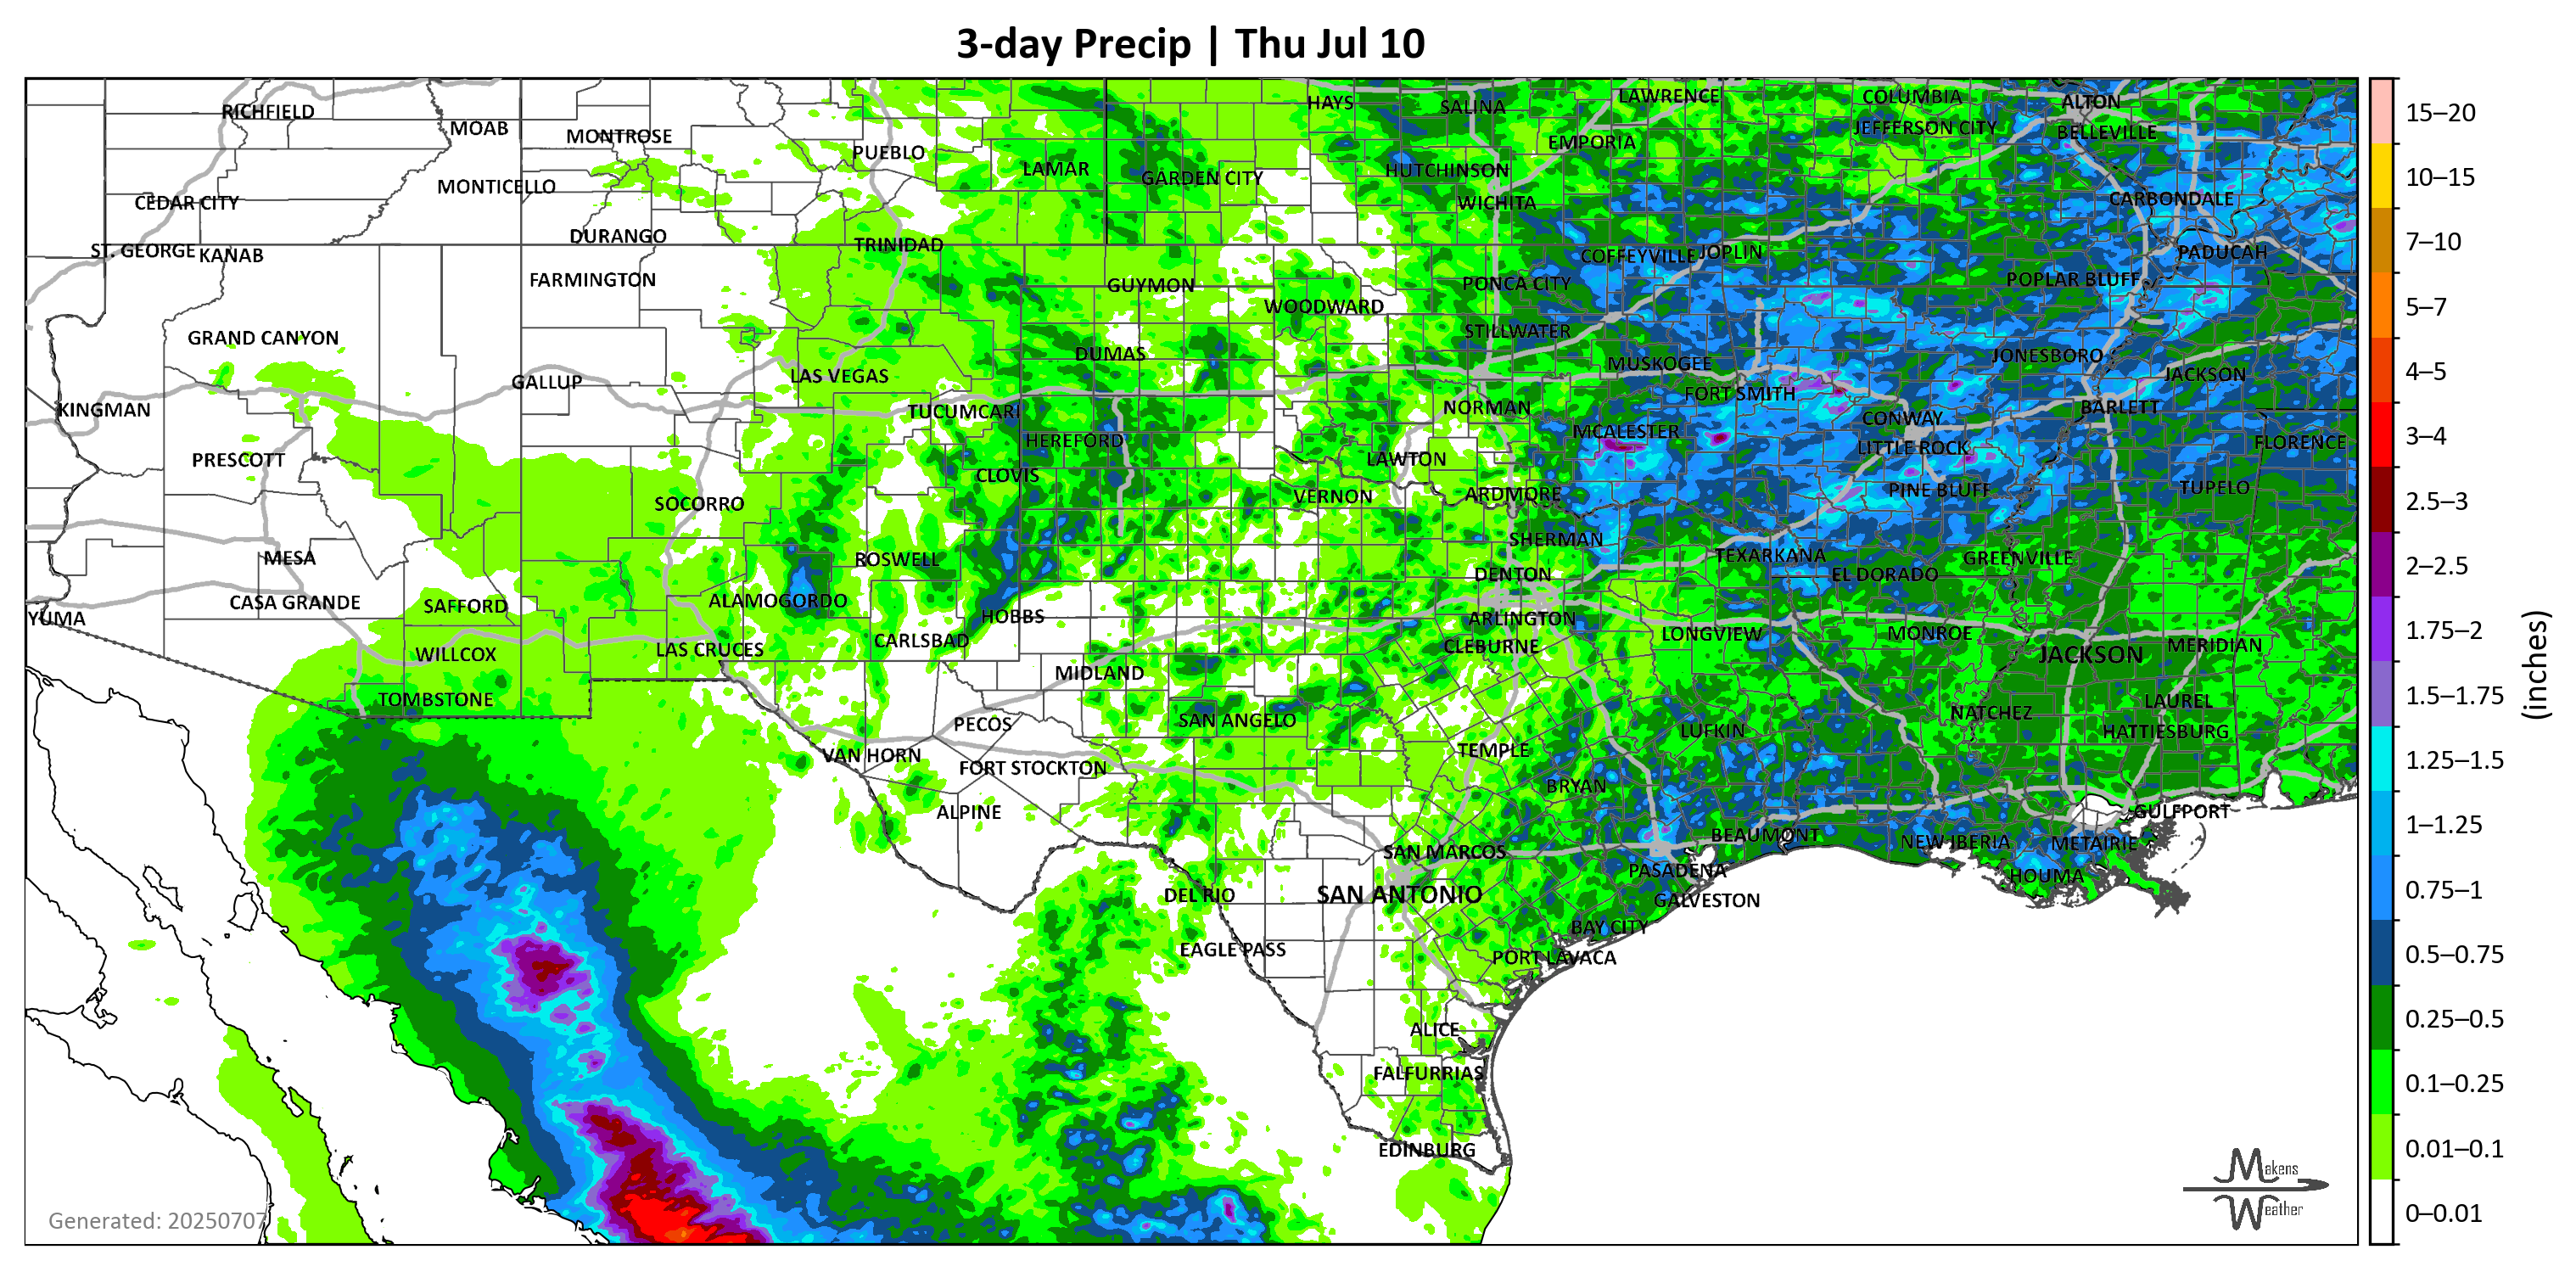 3-day Precip | Thu Jul 10
RICHFIELD
MOAB
MONTROSE
PUEBLO
LAMAR
GARDEN CITY
HAYS
SALINA
LAWRENCE
EMPORIA
HUTCHINSON
WICHITA
COLUMBIA
JEFFERSON CITY
ALTON
BELLEVILLE
CARBONDALE
CEDAR CITY
MONTICELLO
ST. GEORGE
KANAB
DURANGO
TRINIDAD
FARMINGTON
GUYMON
WOODWARD
PONCA CITY
COFFEYVILLE
JOPLIN
POPLAR BLUFF
PADUCAH
GRAND CANYON
STILLWATER
DUMAS
MUSKOGEE
JONESBORO
JACKSON
GALLUP
LAS VEGAS
FORT SMITH
KINGMAN
TUCUMCARI
NORMAN
CONWAY
BARLETT
PRESCOTT
HEREFORD
MCALESTER
LITTLE ROCK
FLORENCE
LAWTON
CLOVIS
SOCORRO
VERNON
ARDMORE
PINE BLUFF
TUPELO
MESA
ROSWELL
SHERMAN
TEXARKANA
GREENVILLE
DENTON
EL DORADO
YUMA
CASA GRANDE
SAFFORD
ALAMOGORDO
HOBBS
ARLINGTON
CARLSBAD
CLEBURNE
LONGVIEW
MONROE
JACKSON
MERIDIAN
WILLCOX
LAS CRUCES
MIDLAND
TOMBSTONE
PECOS
SAN ANGELO
NATCHEZ
LAUREL
LUFKIN
HATTIESBURG
VAN HORN
FORT STOCKTON
TEMPLE
BRYAN
ALPINE
GULFPORT
SAN MARCOS
BEAUMONT
NEW IBERIA
METAIRIE
PASADENA
HOUMA
DEL RIO
SAN ANTONIO
GALVESTON
BAY CITY
EAGLE PASS
PORT LAVACA
ALICE
FALFURRIAS
EDINBURG
Generated: 20250707
Makens
Weather
15–20
10–15
7–10
5–7
4–5
3–4
2.5–3
2–2.5
1.75–2
1.5–1.75
1.25–1.5
1–1.25
0.75–1
0.5–0.75
0.25–0.5
0.1–0.25
0.01–0.1
0–0.01
(inches)